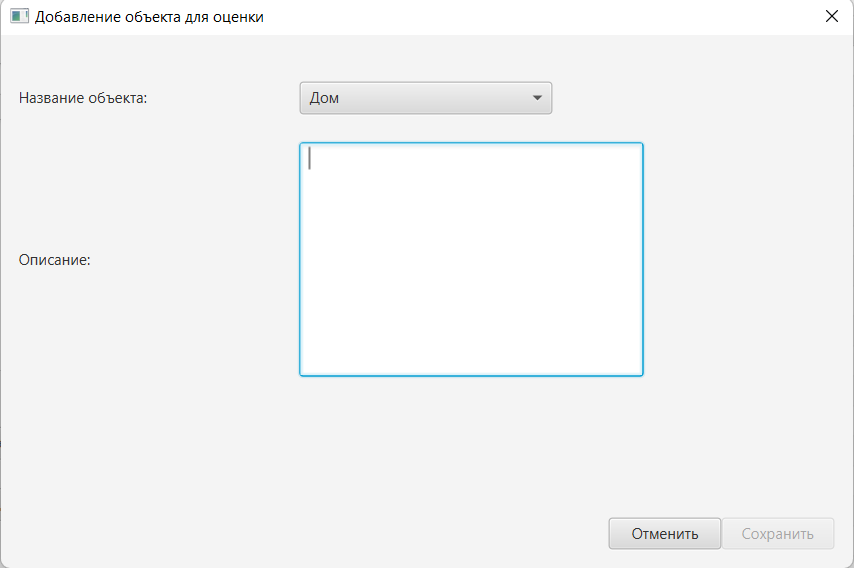 Добавление объекта для оценки
Название объекта:
Дом
Описание:
Отменить
Сохранить